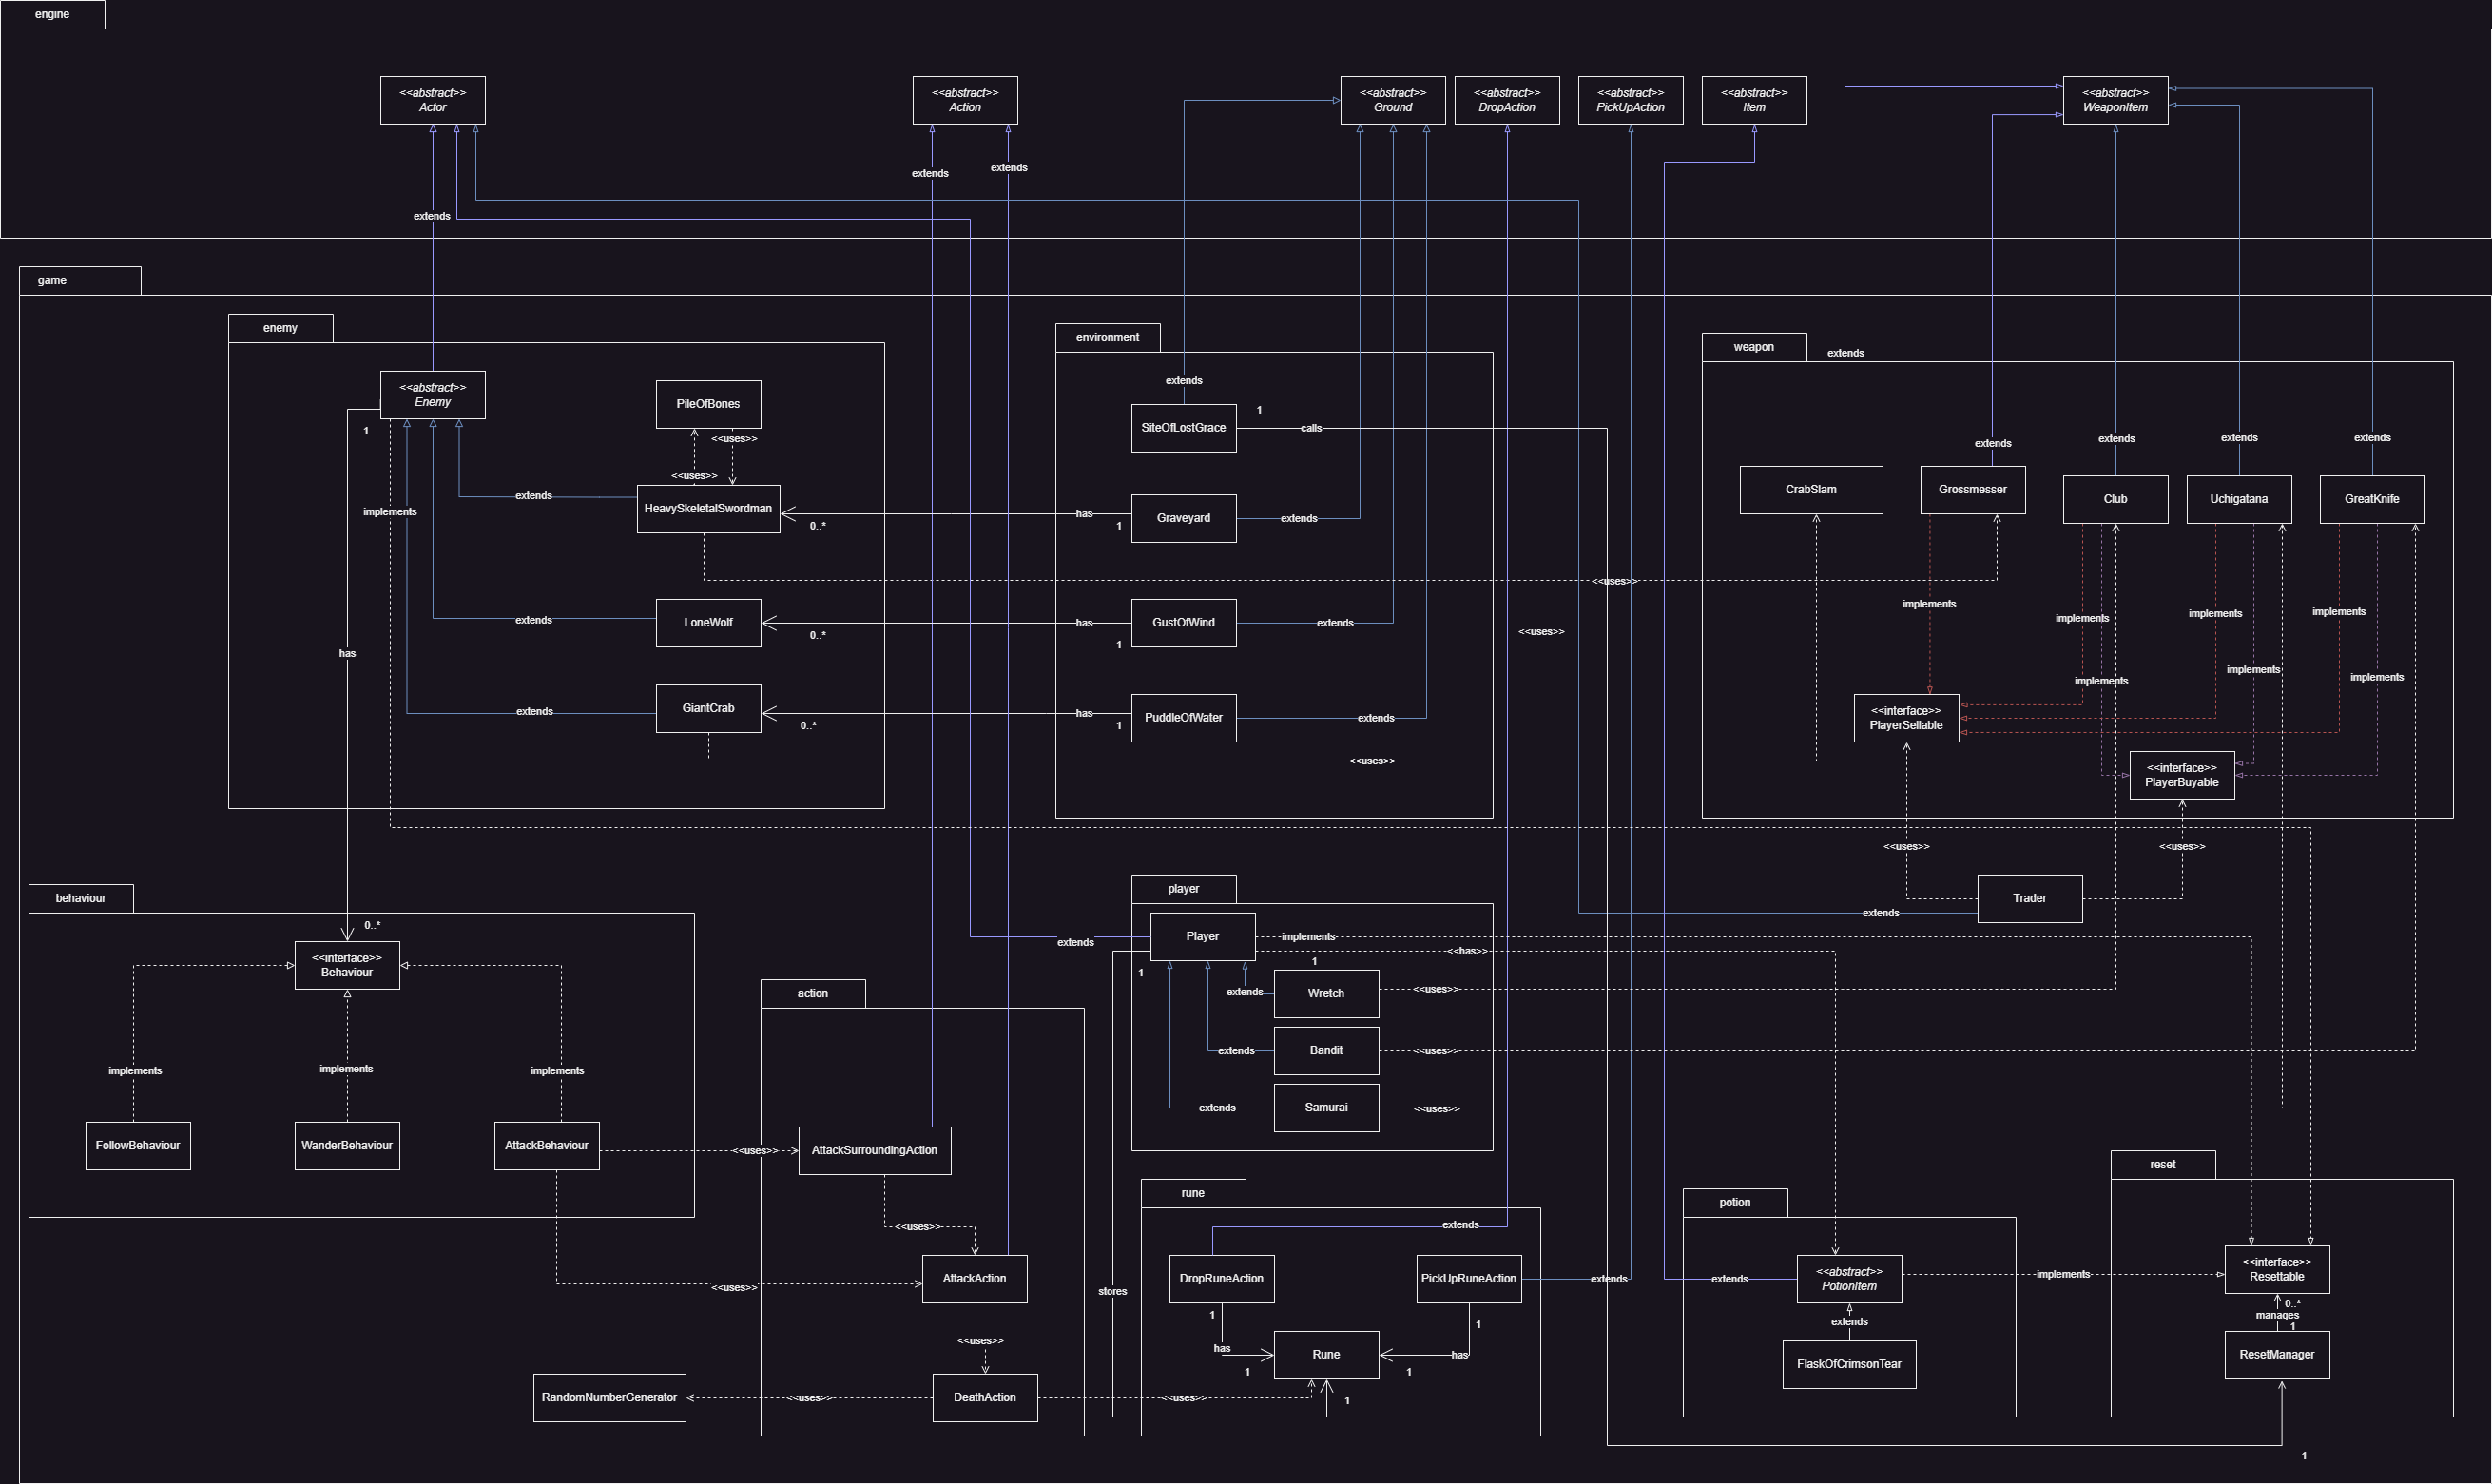 engine
<<abstract>>
Actor
<<abstract>>
Action
<<abstract>>
Ground
<<abstract>>
DropAction
<<abstract>>
PickUpAction
<<abstract>>
Item
<<abstract>>
WeaponItem
extends
extends
extends
game
enemy
environment
weapon
extends
<<abstract>>
Enemy
1
PileOfBones
<<uses>>
<<uses>>
HeavySkeletalSwordman
extends
implements
0..*
has
1
extends
SiteOfLostGrace
1
calls
Graveyard
extends
<<uses>>
LoneWolf
extends
0..*
has
1
GustOfWind
extends
<<uses>>
has
GiantCrab
extends
0..*
has
1
PuddleOfWater
extends
<<uses>>
extends
extends
extends
extends
CrabSlam
Grossmesser
Club
Uchigatana
GreatKnife
implements
implements
implements
implements
implements
implements
implements
<<interface>>
PlayerSellable
<<interface>>
PlayerBuyable
<<uses>>
<<uses>>
Trader
extends
behaviour
0..*
<<interface>>
Behaviour
implements
implements
implements
FollowBehaviour
WanderBehaviour
AttackBehaviour
<<uses>>
<<uses>>
action
AttackSurroundingAction
<<uses>>
AttackAction
<<uses>>
DeathAction
<<uses>>
RandomNumberGenerator
<<uses>>
player
Player
extends
1
implements
<<has>>
1
Wretch
extends
<<uses>>
Bandit
extends
<<uses>>
Samurai
extends
<<uses>>
rune
extends
DropRuneAction
PickUpRuneAction
extends
stores
1
has
1
Rune
1
has
1
1
potion
extends
<<abstract>>
PotionItem
implements
extends
FlaskOfCrimsonTear
reset
<<interface>>
Resettable
0..*
manages
1
ResetManager
1